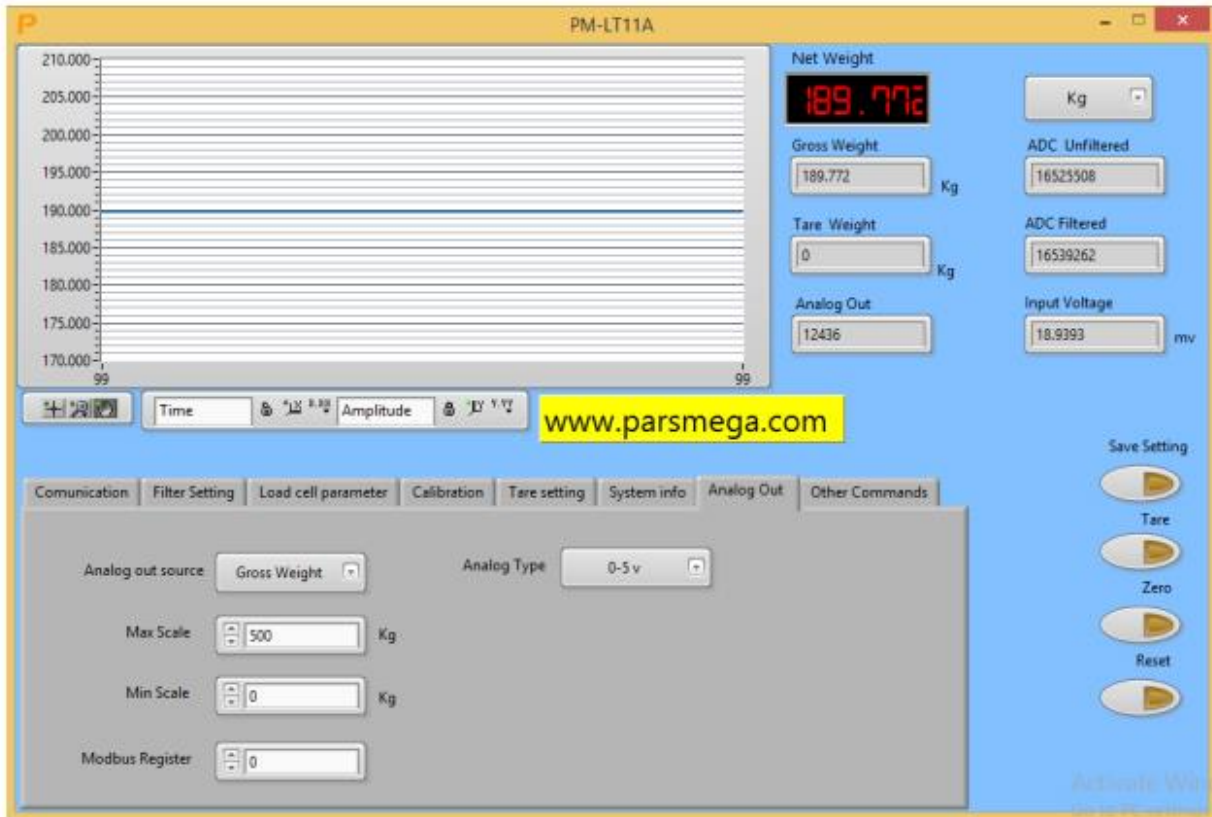 PM-LT11A
210.000
205.000
200.000
195.000
190.000
185.000
180.000
175.000
170.000
99
99
Time
Amplitude
www.parsmega.com
Net Weight
189.772
Kg
Gross Weight
189.772
Kg
ADC Unfiltered
16525508
Tare Weight
0
Kg
ADC Filtered
16539262
Analog Out
12436
Input Voltage
18.9393
mv
Save Setting
Tare
Zero
Reset
Comunication
Filter Setting
Load cell parameter
Calibration
Tare setting
System info
Analog Out
Other Commands
Analog out source
Gross Weight
Analog Type
0-5 v
Max Scale
500
Kg
Min Scale
0
Kg
Modbus Register
0